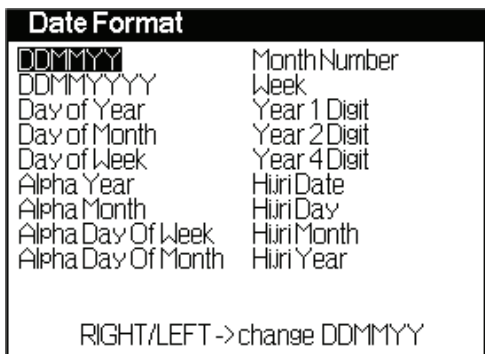 Date Format
DDMMYY
DDMMYYYY
Day of Year
Day of Month
Day of Week
Alpha Year
Alpha Month
Alpha Day Of Week
Alpha Day Of Month
Month Number
Week
Year 1 Digit
Year 2 Digit
Year 4 Digit
Hijri Date
Hijri Day
Hijri Month
Hijri Year
RIGHT/LEFT -> change DDMMYY